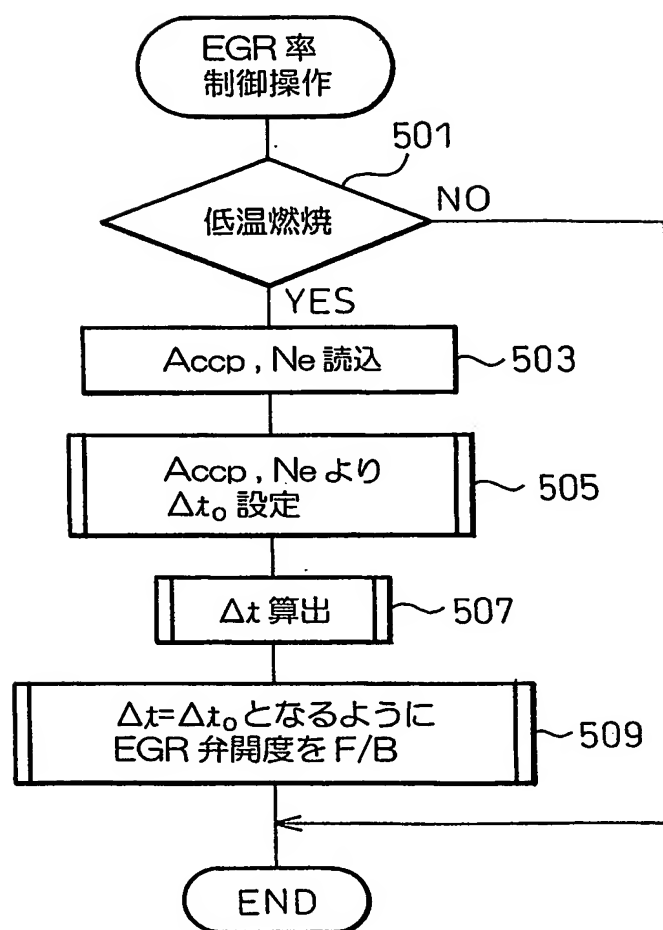 EGR 率
制御操作
501
低温燃焼
NO
YES
Accp , Ne 読込
503
Accp , Ne より
Δt₀ 設定
505
Δt 算出
507
Δt=Δt₀ となるように
EGR 弁開度を F/B
509
END